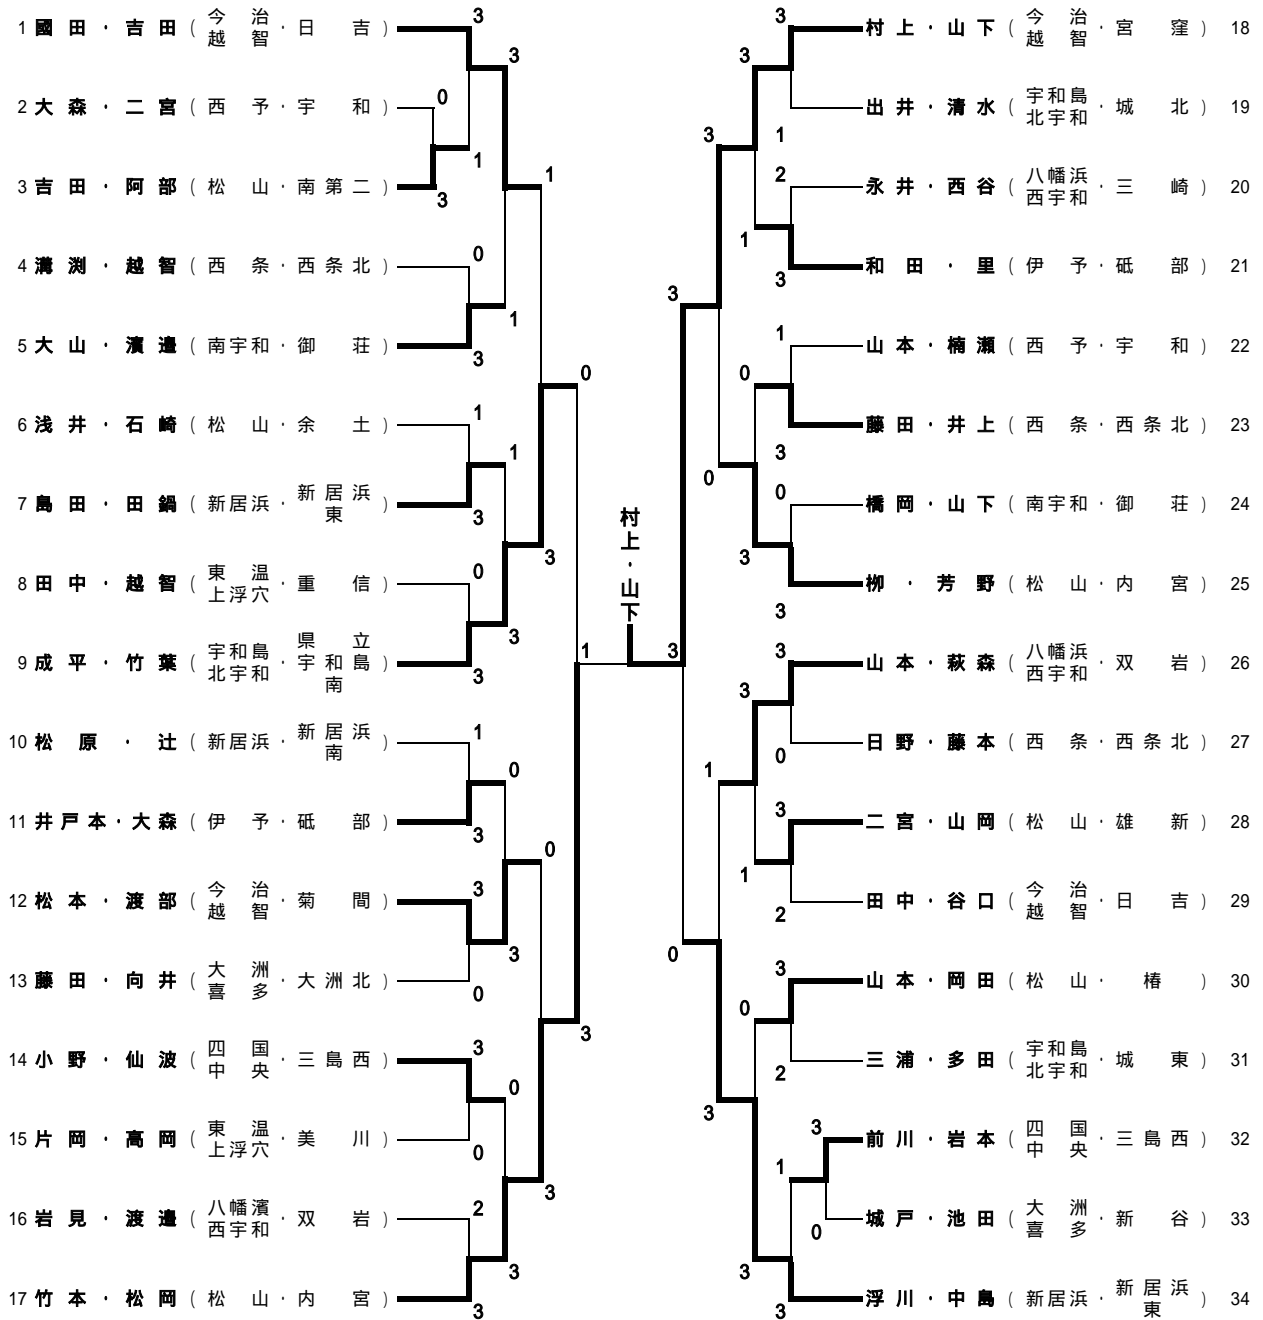 1 國田・吉田（今治越智・日吉）
2 大森・二宮（西予・宇和）
3 吉田・阿部（松山・南第二）
4 溝渕・越智（西条・西条北）
5 大山・濱邉（南宇和・御荘）
6 浅井・石崎（松山・余土）
7 島田・田鍋（新居浜・新居浜東）
8 田中・越智（東温上浮穴・重信）
9 成平・竹葉（宇和島北宇和・県立宇和島南）
10 松原・辻（新居浜・新居浜南）
11 井戸本・大森（伊予・砥部）
12 松本・渡部（今治越智・菊間）
13 藤田・向井（大洲喜多・大洲北）
14 小野・仙波（四国中央・三島西）
15 片岡・高岡（東温上浮穴・美川）
16 岩見・渡邉（八幡濱西宇和・双岩）
17 竹本・松岡（松山・内宮）
3
0
3
0
3
1
3
0
3
1
3
3
0
3
0
2
3
3
1
1
1
3
0
3
0
3
1
3
0
3
0
3
1
村上・山下
3
3
0
3
0
1
3
3
1
0
3
3
1
0
3
3
1
2
3
1
3
0
3
3
0
3
2
3
2
1
3
3
0
村上・山下（今治越智・宮窪）18
出井・清水（宇和島北宇和・城北）19
永井・西谷（八幡浜西宇和・三崎）20
和田・里（伊予・砥部）21
山本・楠瀬（西予・宇和）22
藤田・井上（西条・西条北）23
橋岡・山下（南宇和・御荘）24
柳・芳野（松山・内宮）25
山本・萩森（八幡浜西宇和・双岩）26
日野・藤本（西条・西条北）27
二宮・山岡（松山・雄新）28
田中・谷口（今治越智・日吉）29
山本・岡田（松山・椿）30
三浦・多田（宇和島北宇和・城東）31
前川・岩本（四国中央・三島西）32
城戸・池田（大洲喜多・新谷）33
浮川・中島（新居浜・新居浜東）34